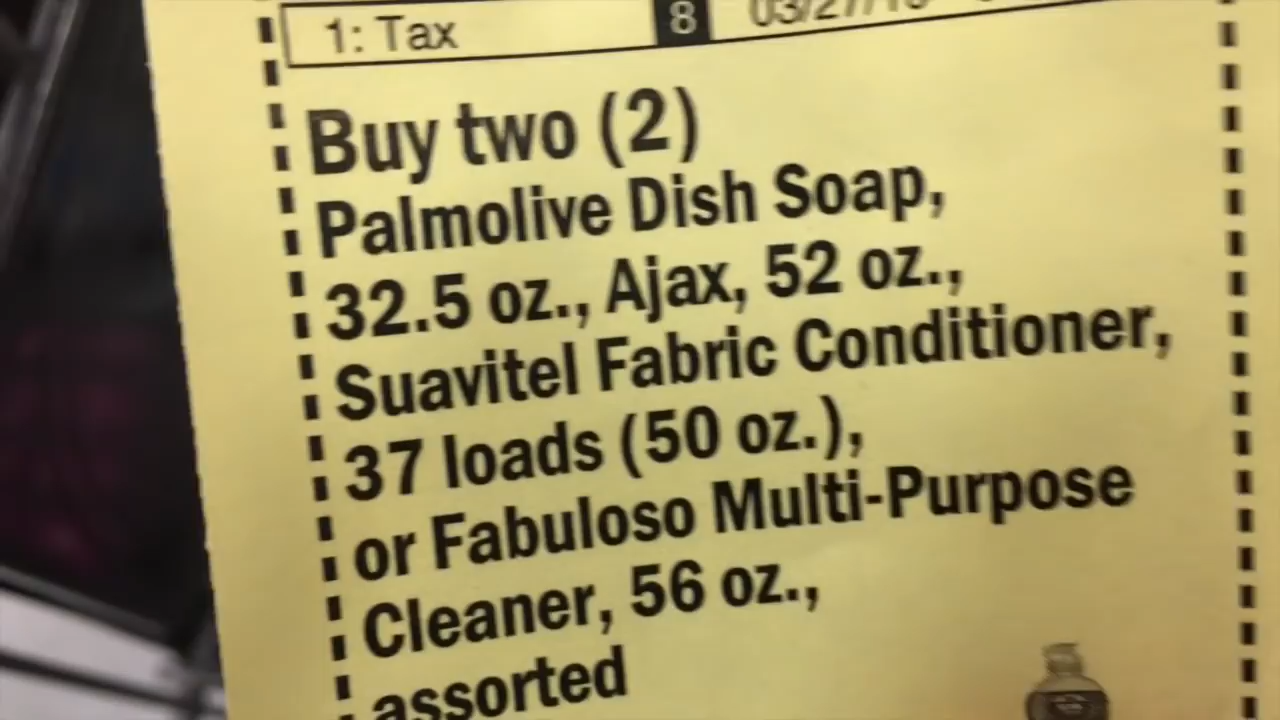 1: Tax 8
Buy two (2)
Palmolive Dish Soap,
32.5 oz., Ajax, 52 oz.,
Suavitel Fabric Conditioner,
37 loads (50 oz.),
or Fabuloso Multi-Purpose
Cleaner, 56 oz.,
assorted